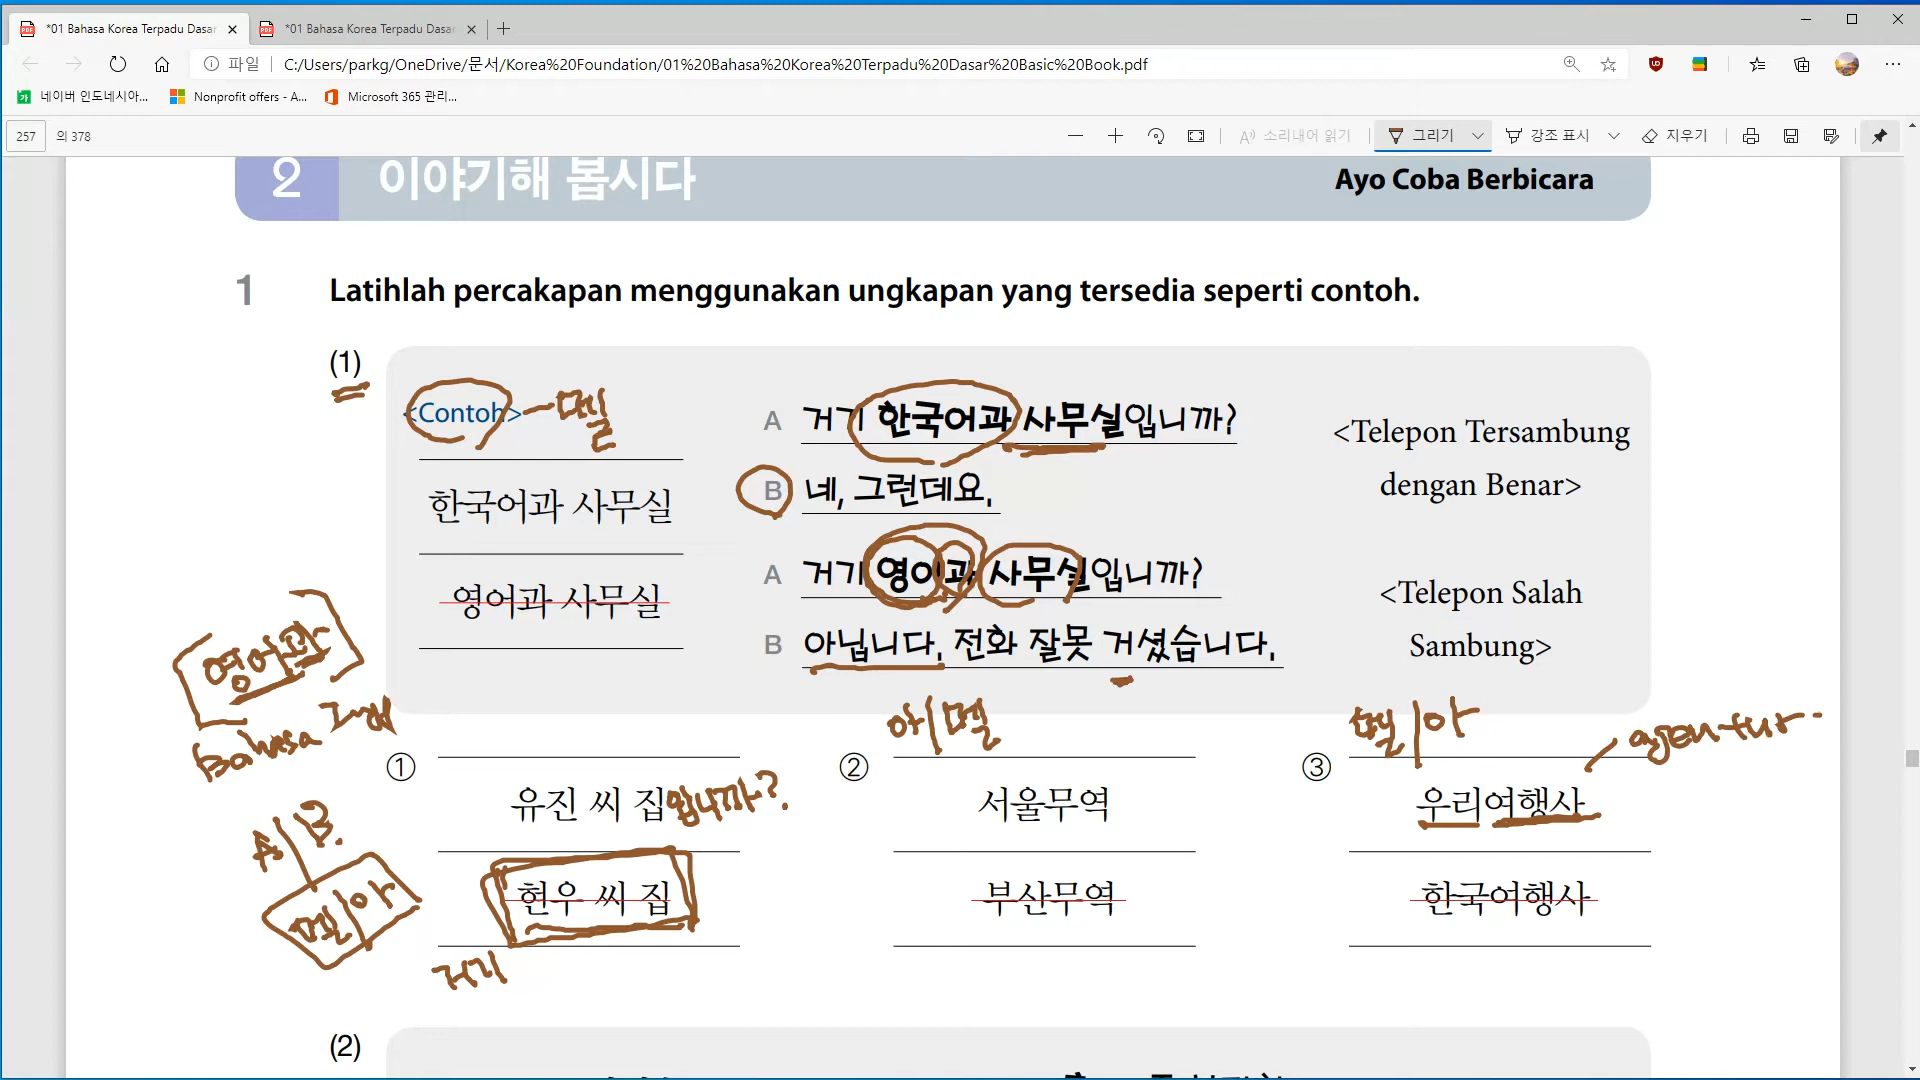 *01 Bahasa Korea Terpadu Dasar
*01 Bahasa Korea Terpadu Dasar
파일 C:/Users/parkg/OneDrive/문서/Korea%20Foundation/01%20Bahasa%20Korea%20Terpadu%20Dasar%20Basic%20Book.pdf
네이버 인도네시아... Nonprofit offers - A... Microsoft 365 관리...
257 의 378 소리내어 읽기 그리기 강조 표시 지우기
2 이야기해 봅시다 Ayo Coba Berbicara
1 Latihlah percakapan menggunakan ungkapan yang tersedia seperti contoh.
(1)
<Contoh>
멜
한국어과 사무실
영어과 사무실
A 거기 한국어과 사무실입니까?
B 네, 그런데요.
<Telepon Tersambung
dengan Benar>
A 거기 영어과 사무실입니까?
B 아닙니다. 전화 잘못 거셨습니다.
<Telepon Salah
Sambung>
영어과
Bahasa
A/B.
멜/아
① 유진 씨 집입니까?
현우 씨 집
거기
아/멜
② 서울무역
부산무역
멜/아
agentur
③ 우리여행사
한국여행사
(2)